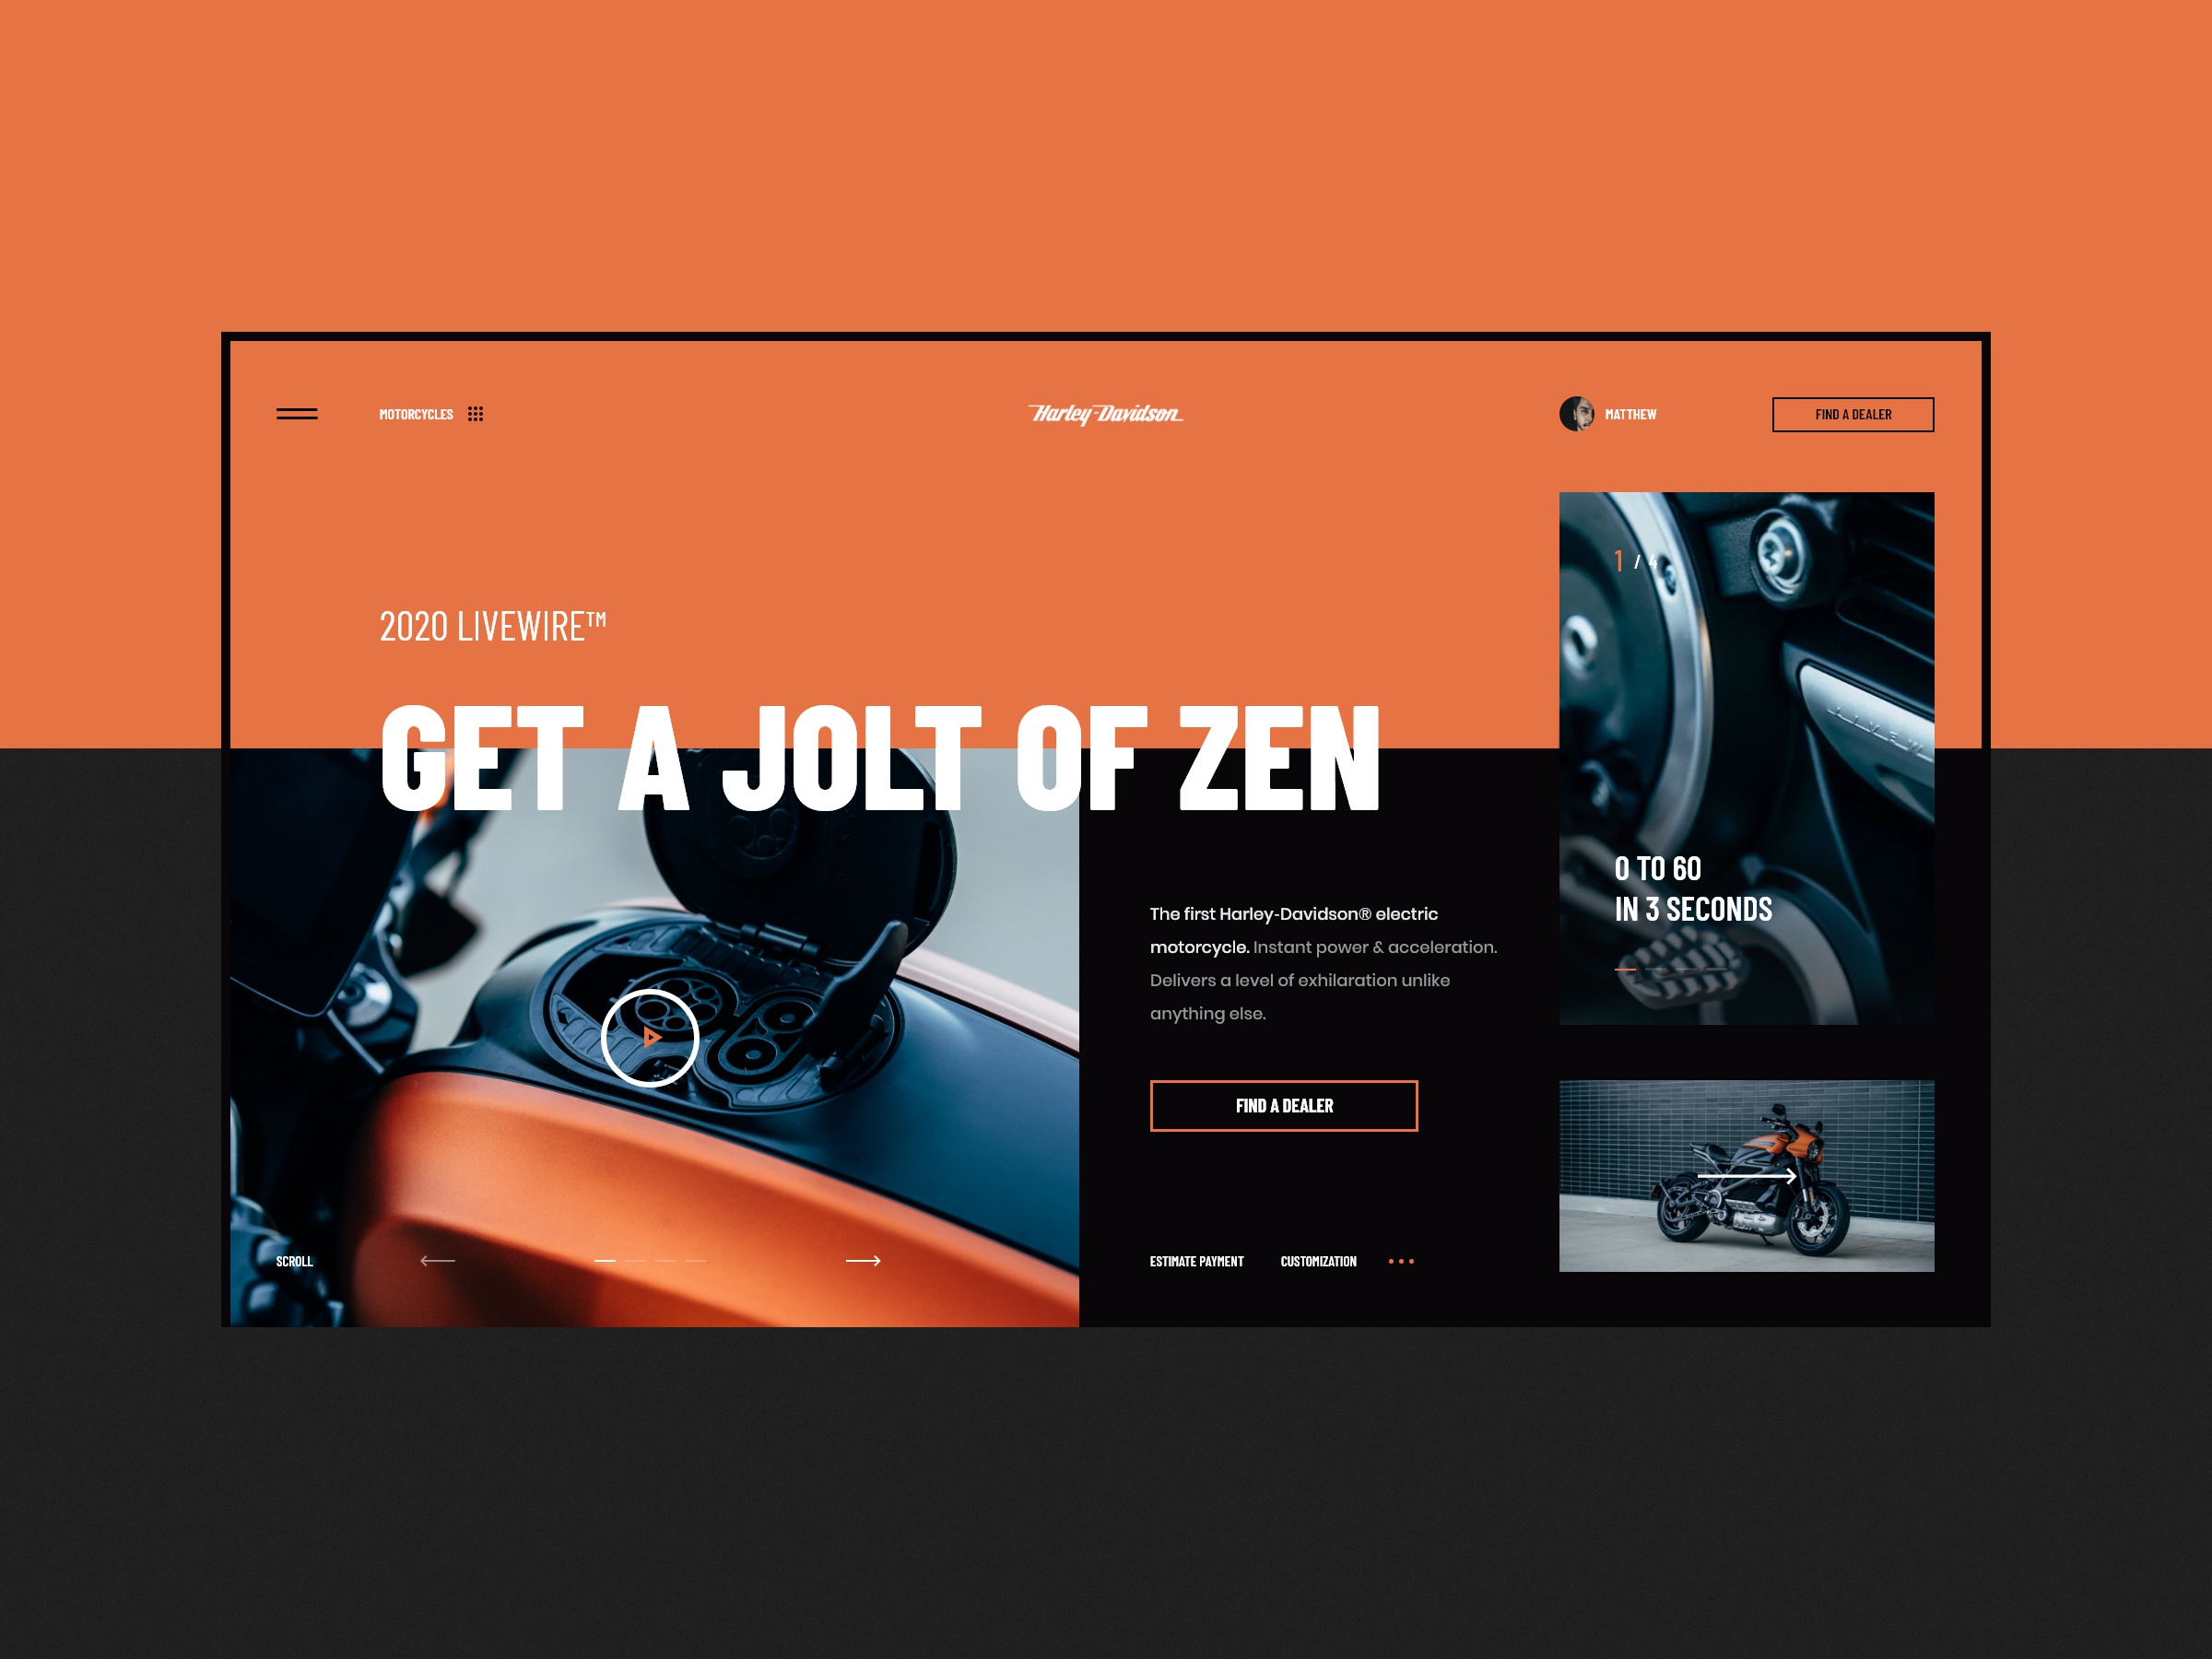 MOTORCYCLES
Harley-Davidson
MATTHEW
FIND A DEALER
1 / 4
2020 LIVEWIRE™
GET A JOLT OF ZEN
0 TO 60
IN 3 SECONDS
The first Harley-Davidson® electric
motorcycle. Instant power & acceleration.
Delivers a level of exhilaration unlike
anything else.
FIND A DEALER
SCROLL
ESTIMATE PAYMENT
CUSTOMIZATION